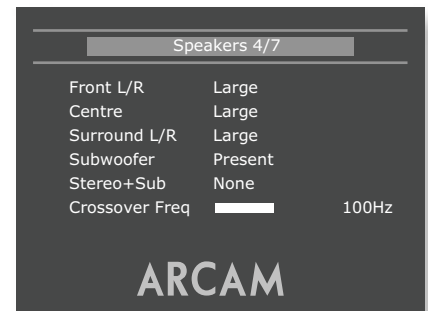 Speakers 4/7
Front L/R Large
Centre Large
Surround L/R Large
Subwoofer Present
Stereo+Sub None
Crossover Freq 100Hz
ARCAM